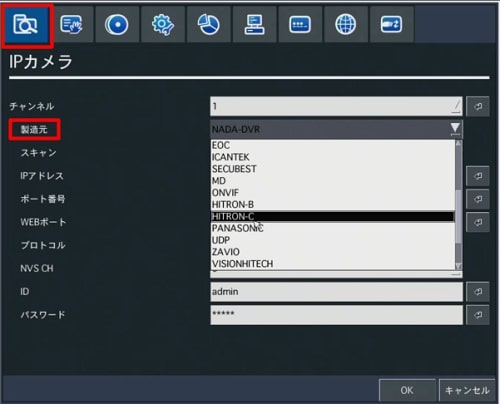 IPカメラ
チャンネル 1
製造元 NADA-DVR
スキャン
IPアドレス
ポート番号
WEBポート
プロトコル
NVS CH
EOC
ICANTEK
SECUBEST
MD
ONVIF
HITRON-B
HITRON-C
PANASONIC
UDP
ZAVIO
VISIONHITECH
ID admin
パスワード *****
OK キャンセル